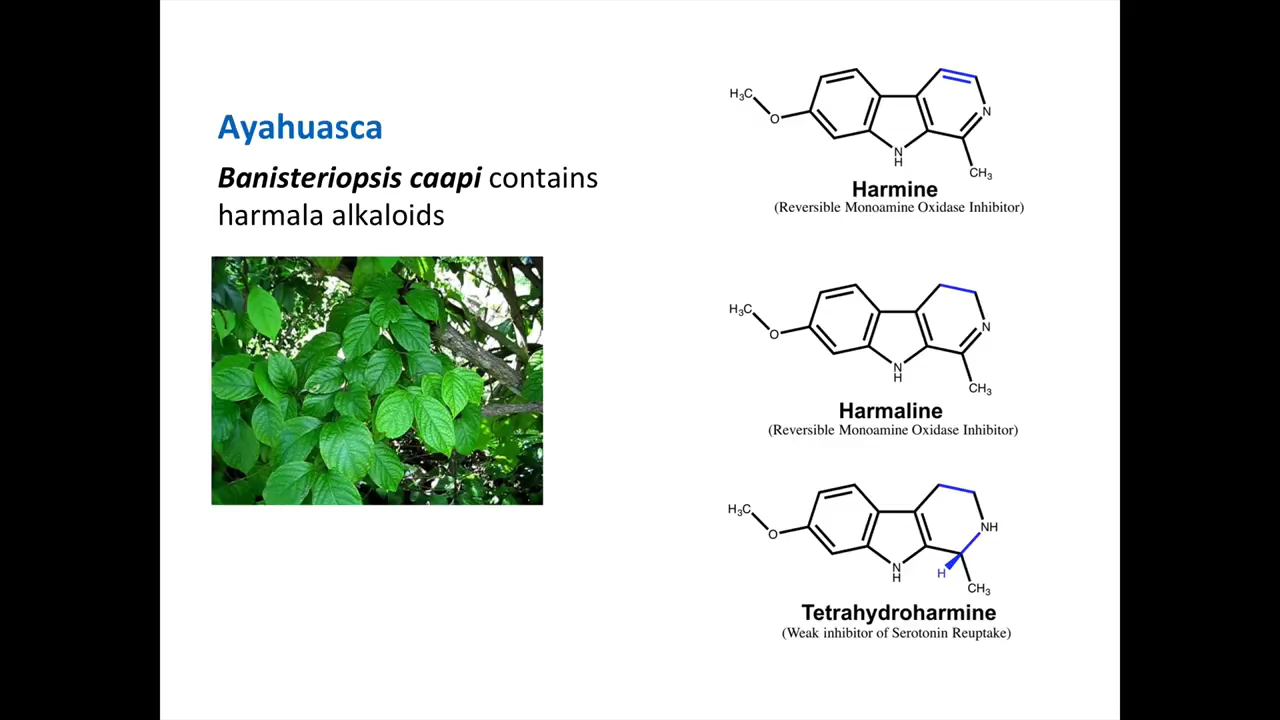 Ayahuasca
Banisteriopsis caapi contains
harmala alkaloids
H₃C
O
N
H
N
CH₃
Harmine
(Reversible Monoamine Oxidase Inhibitor)
H₃C
O
N
H
N
CH₃
Harmaline
(Reversible Monoamine Oxidase Inhibitor)
H₃C
O
N
H
NH
H
CH₃
Tetrahydroharmine
(Weak inhibitor of Serotonin Reuptake)